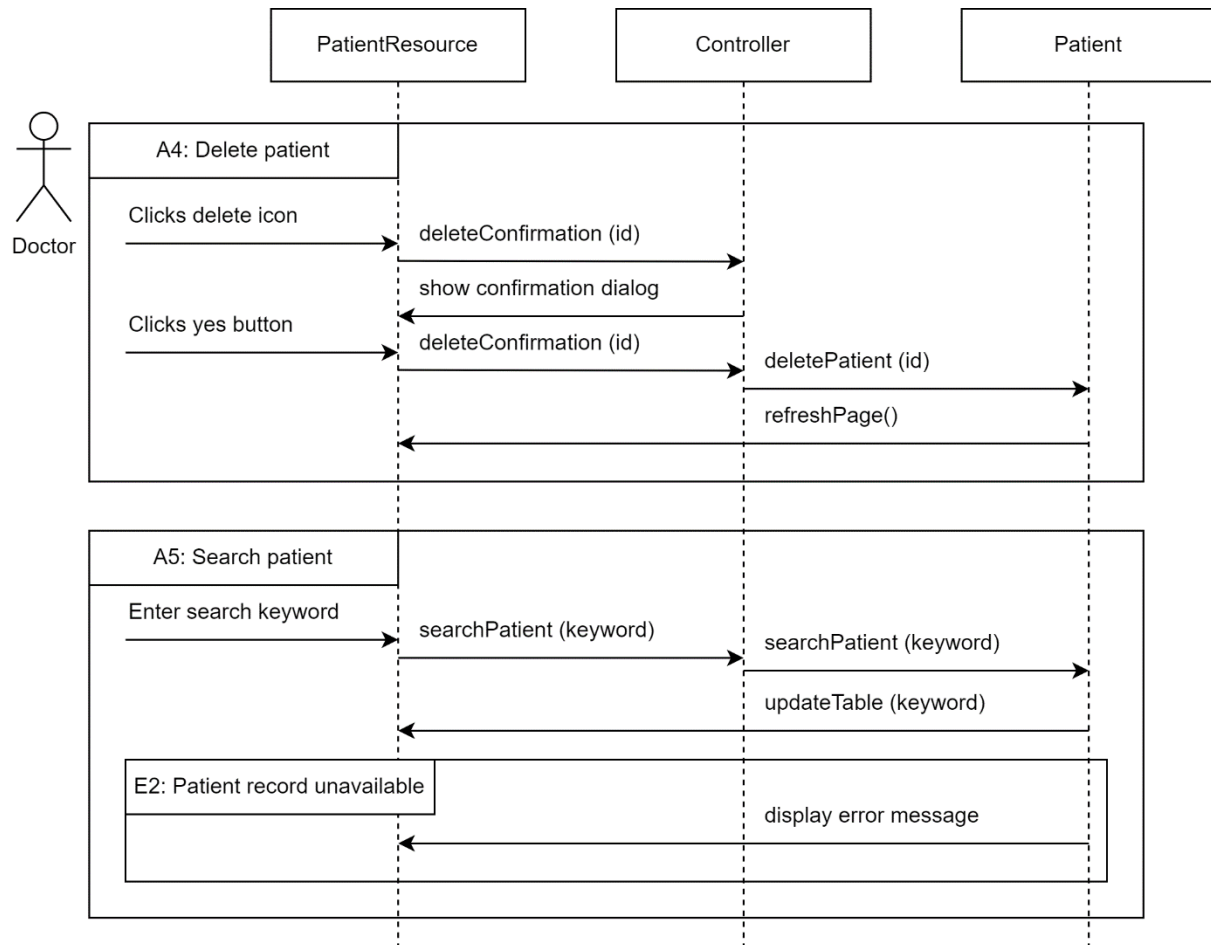 PatientResource
Controller
Patient
A4: Delete patient
Doctor
Clicks delete icon
deleteConfirmation (id)
show confirmation dialog
Clicks yes button
deleteConfirmation (id)
deletePatient (id)
refreshPage()
A5: Search patient
Enter search keyword
searchPatient (keyword)
searchPatient (keyword)
updateTable (keyword)
E2: Patient record unavailable
display error message